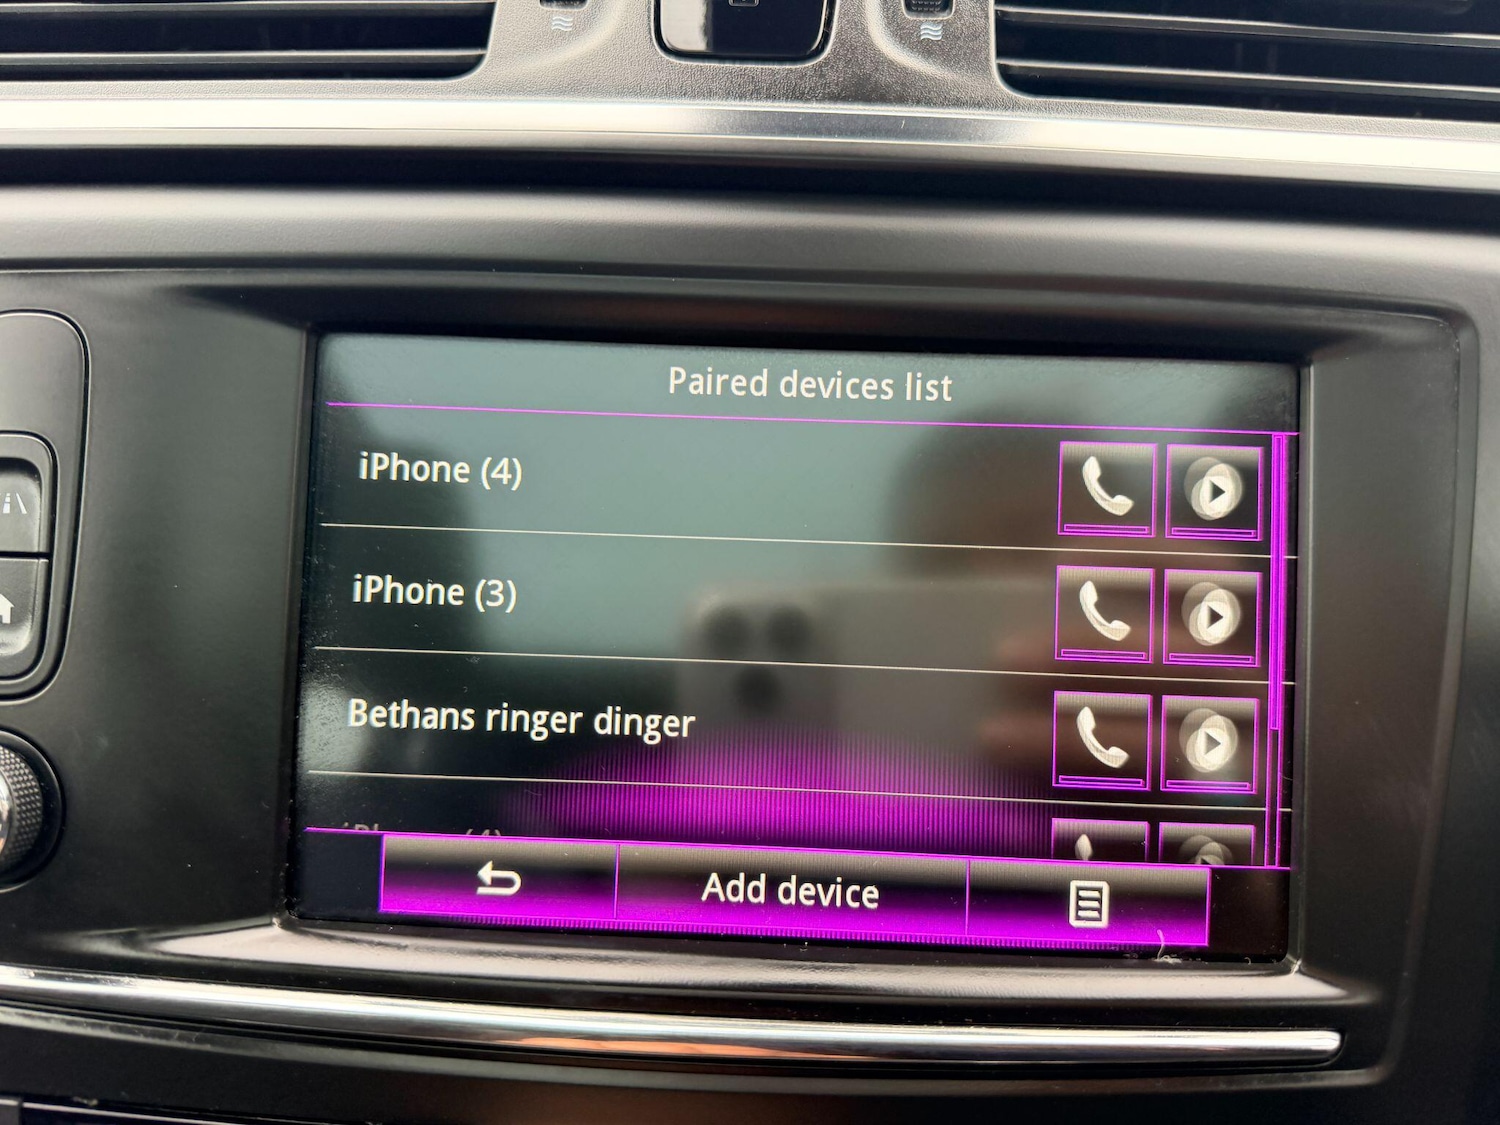 Paired devices list
iPhone (4)
iPhone (3)
Bethans ringer dinger
Add device